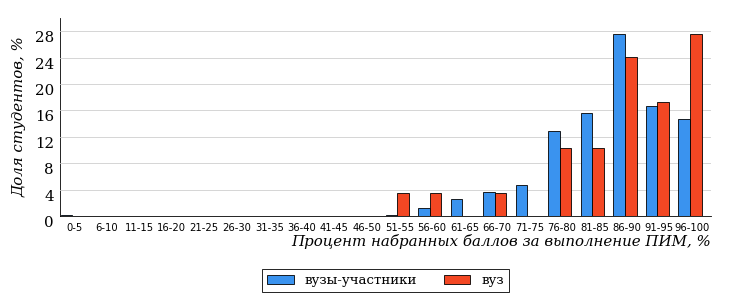 Доля студентов, %
28
24
20
16
12
8
4
0
0-5 6-10 11-15 16-20 21-25 26-30 31-35 36-40 41-45 46-50 51-55 56-60 61-65 66-70 71-75 76-80 81-85 86-90 91-95 96-100
Процент набранных баллов за выполнение ПИМ, %
вузы-участники вуз